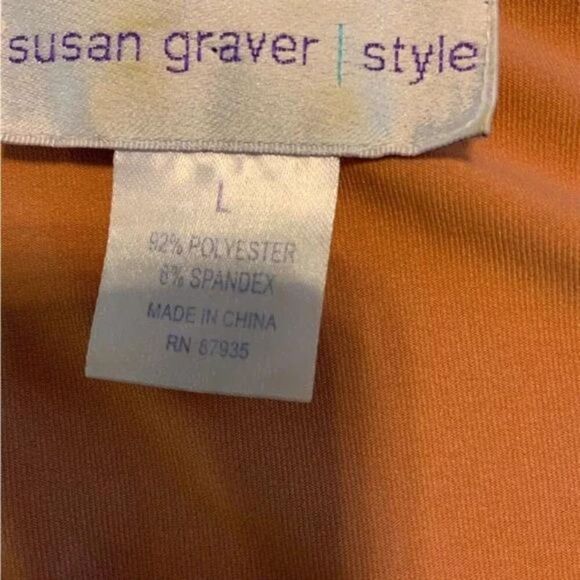 susan graver | style
L
92% POLYESTER
8% SPANDEX
MADE IN CHINA
RN 87935